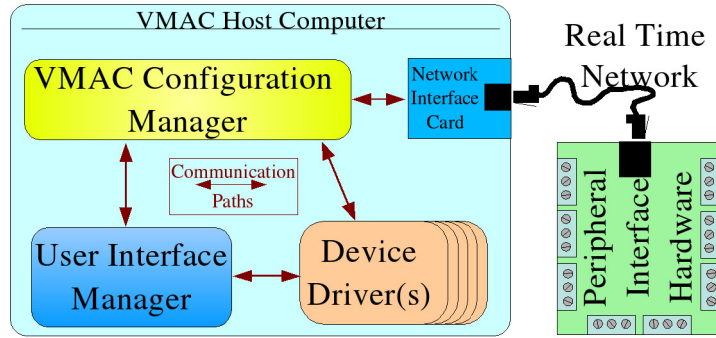 VMAC Host Computer
VMAC Configuration
Manager
Network
Interface
Card
Real Time
Network
Communication
Paths
User Interface
Manager
Device
Driver(s)
Peripheral
Interface
Hardware